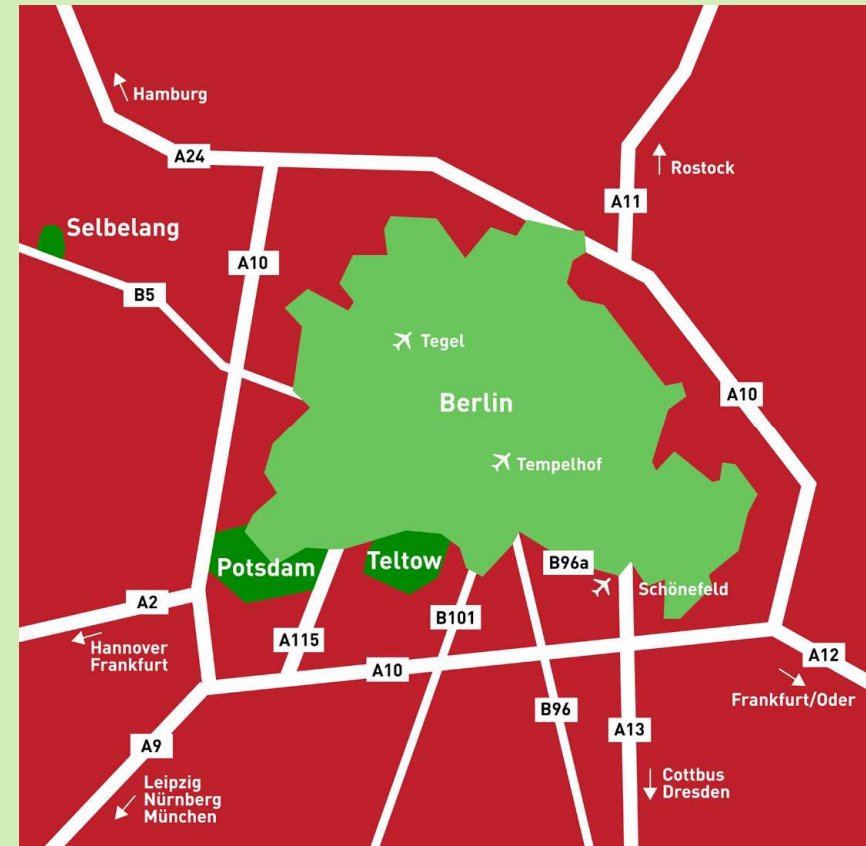 Hamburg
A24
Rostock
A11
Selbelang
A10
B5
Tegel
A10
Berlin
Tempelhof
B96a
Potsdam
Teltow
Schönefeld
A2
B101
Hannover
Frankfurt
A115
A10
A12
Frankfurt/Oder
B96
A13
A9
Leipzig
Nürnberg
München
Cottbus
Dresden